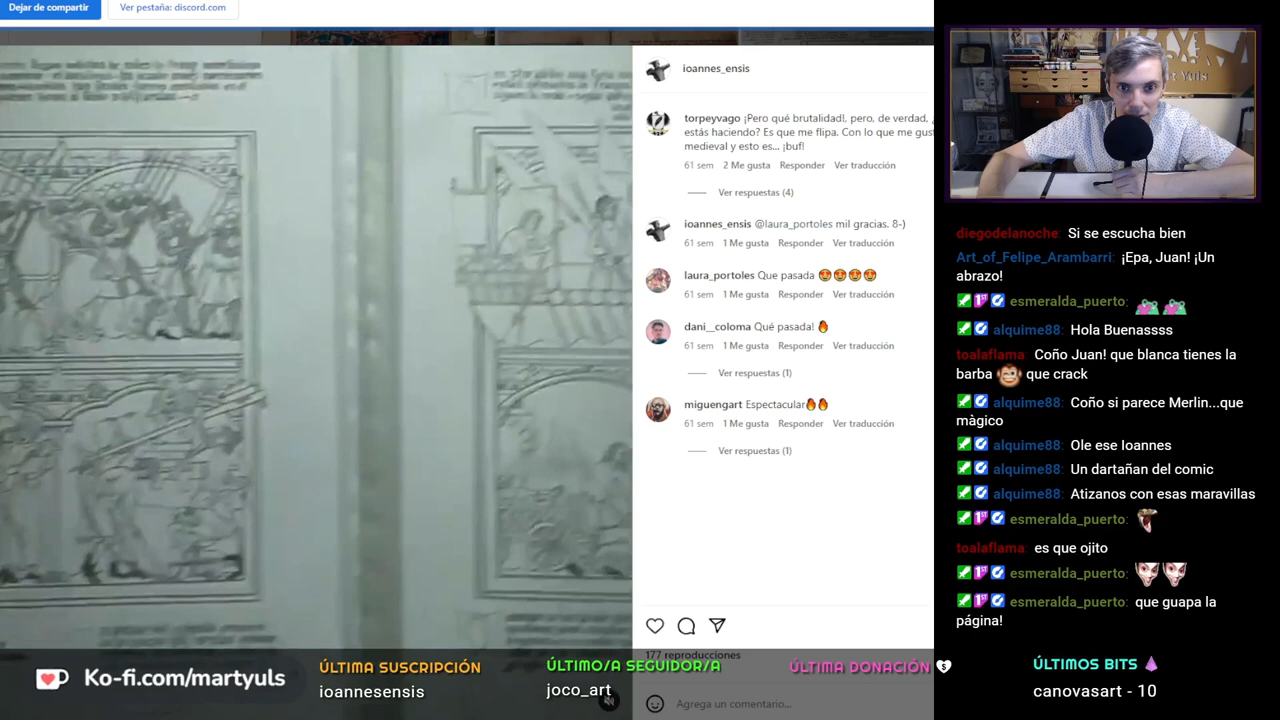 Dejar de compartir
Ver pestaña: discord.com
ioannes_ensis
torpeyvago ¡Pero qué brutalidad!, pero, de verdad, ¿
estás haciendo? Es que me flipa. Con lo que me gust
medieval y esto es... ¡buf!
61 sem 2 Me gusta Responder Ver traducción
Ver respuestas (4)
ioannes_ensis @laura_portoles mil gracias. 8-)
61 sem 1 Me gusta Responder Ver traducción
laura_portoles Que pasada 😍😍😍😍
61 sem 1 Me gusta Responder Ver traducción
dani__coloma Qué pasada! 🔥
61 sem 1 Me gusta Responder Ver traducción
Ver respuestas (1)
miguengart Espectacular🔥🔥
61 sem 1 Me gusta Responder Ver traducción
Ver respuestas (1)
177 reproducciones
Agrega un comentario...
diegodelanoche: Si se escucha bien
Art_of_Felipe_Arambarri: ¡Epa, Juan! ¡Un
abrazo!
esmeralda_puerto:
alquime88: Hola Buenassss
toalaflama: Coño Juan! que blanca tienes la
barba que crack
alquime88: Coño si parece Merlin...que
màgico
alquime88: Ole ese Ioannes
alquime88: Un dartañan del comic
alquime88: Atizanos con esas maravillas
esmeralda_puerto:
toalaflama: es que ojito
esmeralda_puerto:
esmeralda_puerto: que guapa la
página!
Ko-fi.com/martyuls
ÚLTIMA SUSCRIPCIÓN
ioannesensis
ÚLTIMO/A SEGUIDOR/A
joco_art
ÚLTIMA DONACIÓN
ÚLTIMOS BITS
canovasart - 10